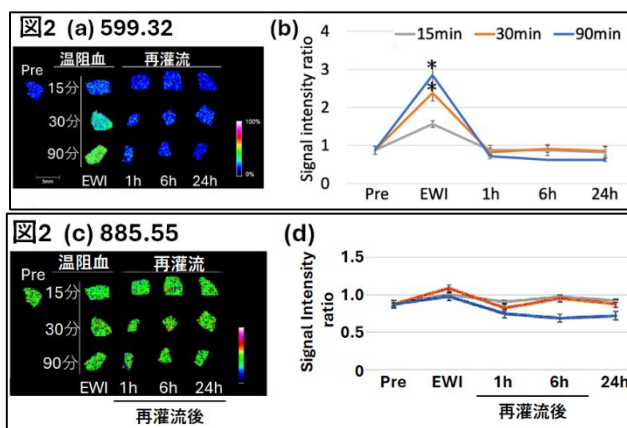 図2 (a) 599.32
温阻血 再灌流
Pre
15分
30分
90分
100%
0%
5mm
EWI 1h 6h 24h
(b)
15min 30min 90min
Signal intensity ratio
4
3
2
1
0
*
*
Pre EWI 1h 6h 24h
図2 (c) 885.55
温阻血 再灌流
Pre
15分
30分
90分
EWI 1h 6h 24h
再灌流後
(d)
Signal Intensity
ratio
1.5
1.0
0.5
0
Pre EWI 1h 6h 24h
再灌流後